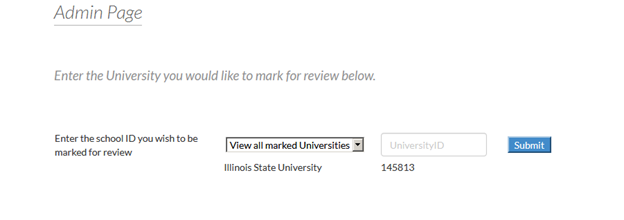 Admin Page
Enter the University you would like to mark for review below.
Enter the school ID you wish to be
marked for review
View all marked Universities
UniversityID
Submit
Illinois State University
145813